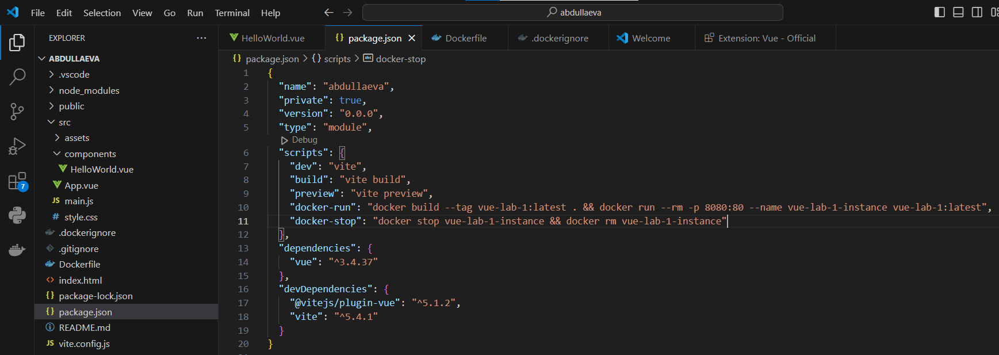 File Edit Selection View Go Run Terminal Help abdullaeva
EXPLORER
HelloWorld.vue package.json Dockerfile .dockerignore Welcome Extension: Vue - Official
package.json scripts docker-stop
ABDULLAEVA
.vscode
node_modules
public
src
assets
components
HelloWorld.vue
App.vue
JS main.js
# style.css
.dockerignore
.gitignore
Dockerfile
index.html
{} package-lock.json
{} package.json
README.md
JS vite.config.js
7
1 {
2 "name": "abdullaeva",
3 "private": true,
4 "version": "0.0.0",
5 "type": "module",
Debug
6 "scripts": {
7 "dev": "vite",
8 "build": "vite build",
9 "preview": "vite preview",
10 "docker-run": "docker build --tag vue-lab-1:latest . && docker run --rm -p 8080:80 --name vue-lab-1-instance vue-lab-1:latest",
11 "docker-stop": "docker stop vue-lab-1-instance && docker rm vue-lab-1-instance"
12 },
13 "dependencies": {
14 "vue": "^3.4.37"
15 },
16 "devDependencies": {
17 "@vitejs/plugin-vue": "^5.1.2",
18 "vite": "^5.4.1"
19 }
20 }